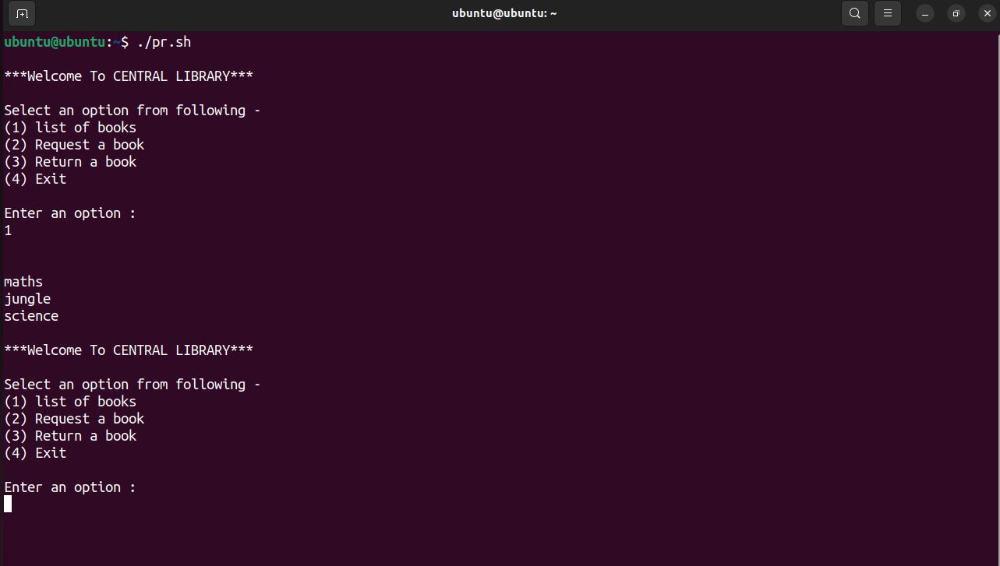 ubuntu@ubuntu: ~
ubuntu@ubuntu:~$ ./pr.sh
***Welcome To CENTRAL LIBRARY***
Select an option from following -
(1) list of books
(2) Request a book
(3) Return a book
(4) Exit
Enter an option :
1
maths
jungle
science
***Welcome To CENTRAL LIBRARY***
Select an option from following -
(1) list of books
(2) Request a book
(3) Return a book
(4) Exit
Enter an option :